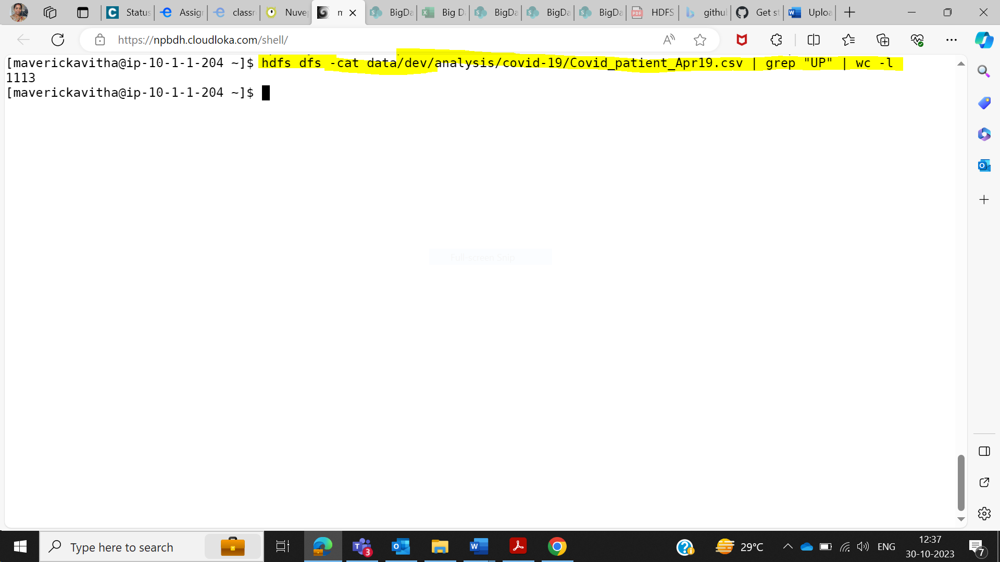 Status
Assign
classr
Nuvep
BigDa
Big D
BigDa
BigDa
BigDa
HDFS
github
Get st
Uploa
https://npbdh.cloudloka.com/shell/
[maverickavitha@ip-10-1-1-204 ~]$ hdfs dfs -cat data/dev/analysis/covid-19/Covid_patient_Apr19.csv | grep "UP" | wc -l
1113
[maverickavitha@ip-10-1-1-204 ~]$
Full-screen Snip
Type here to search
3
29°C
ENG
12:37
30-10-2023
7